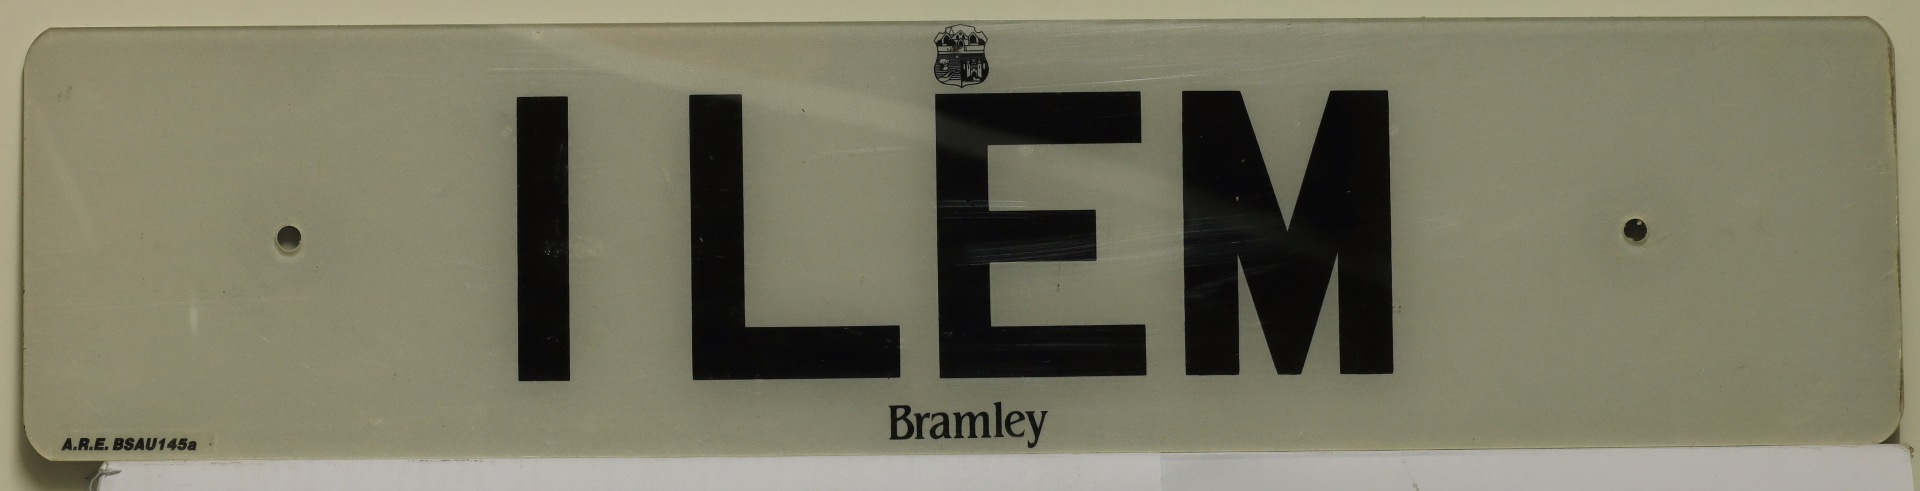 1 LEM
Bramley
A.R.E. BSAU145a